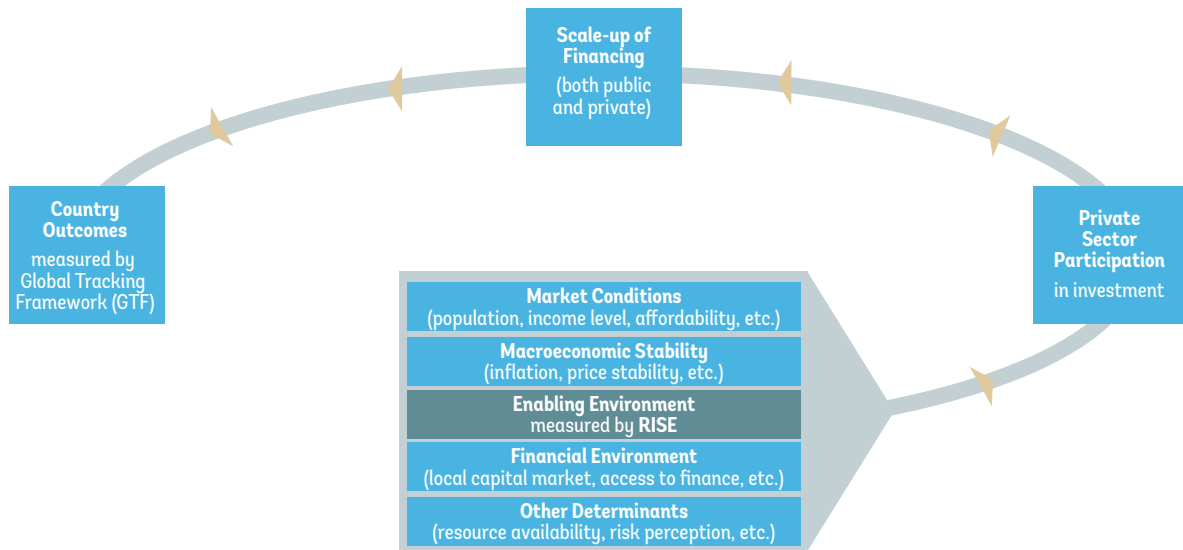 Scale-up of
Financing
(both public
and private)
Country
Outcomes
measured by
Global Tracking
Framework (GTF)
Private
Sector
Participation
in investment
Market Conditions
(population, income level, affordability, etc.)
Macroeconomic Stability
(inflation, price stability, etc.)
Enabling Environment
measured by RISE
Financial Environment
(local capital market, access to finance, etc.)
Other Determinants
(resource availability, risk perception, etc.)